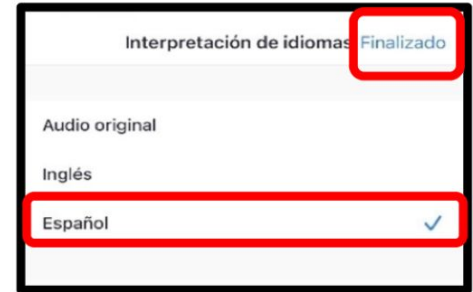 Interpretación de idiomas Finalizado
Audio original
Inglés
Español